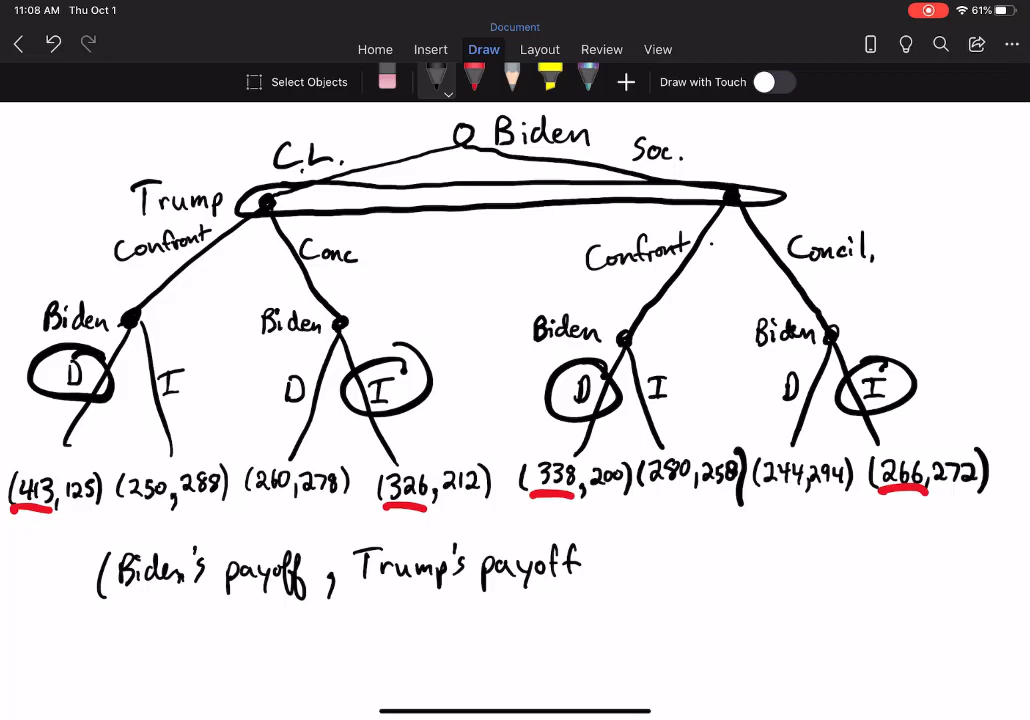 11:08 AM Thu Oct 1 61%
Document
Home Insert Draw Layout Review View
Select Objects Draw with Touch
Biden
C.L. Soc.
Trump
Confront Conc Confront Concil.
Biden Biden Biden Biden
D I D I D I D I
(413, 125) (250, 288) (260, 278) (326, 212) (338, 200) (280, 258) (244, 294) (266, 272)
(Biden's payoff, Trump's payoff